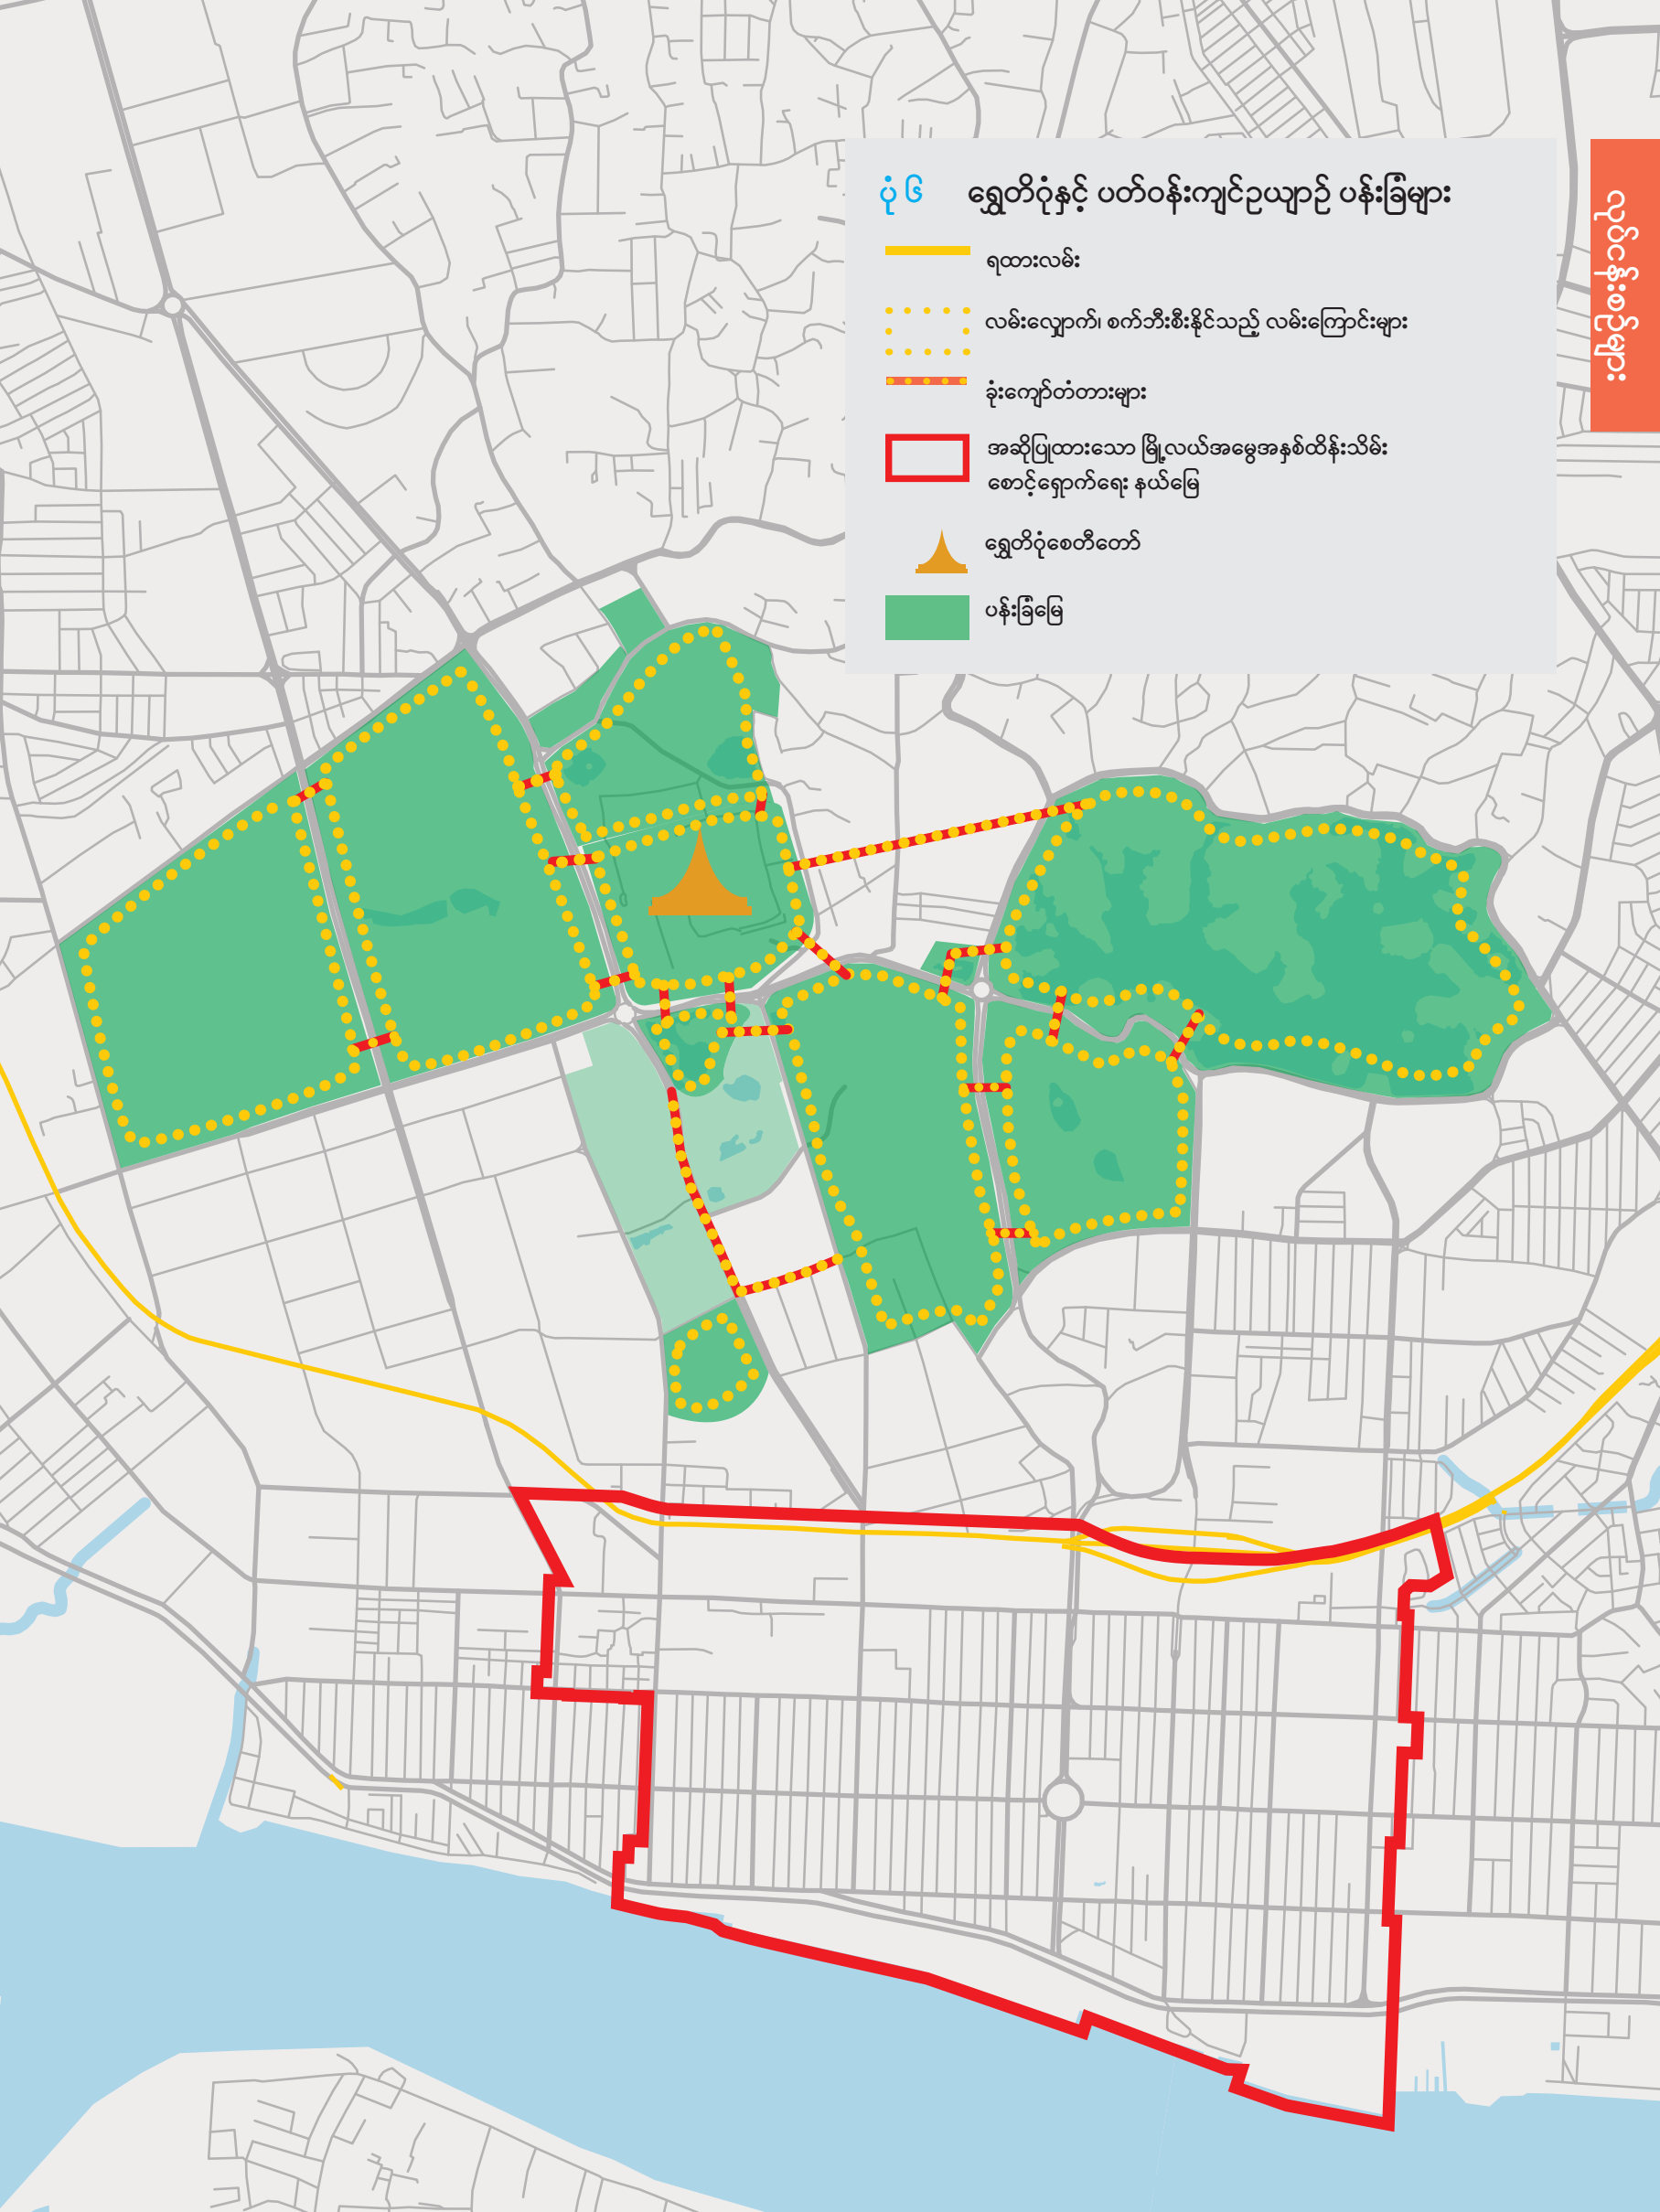 ပုံ ၆ ရွှေတိဂုံနှင့် ပတ်ဝန်းကျင်ဥယျာဉ် ပန်းခြံများ
ရထားလမ်း
လမ်းလျှောက်၊ စက်ဘီးစီးနိုင်သည့် လမ်းကြောင်းများ
ခုံးကျော်တံတားများ
အဆိုပြုထားသော မြို့လယ်အမွေအနှစ်ထိန်းသိမ်း
စောင့်ရှောက်ရေး နယ်မြေ
ရွှေတိဂုံစေတီတော်
ပန်းခြံမြေ
လုပ်ငန်းစဉ်များ